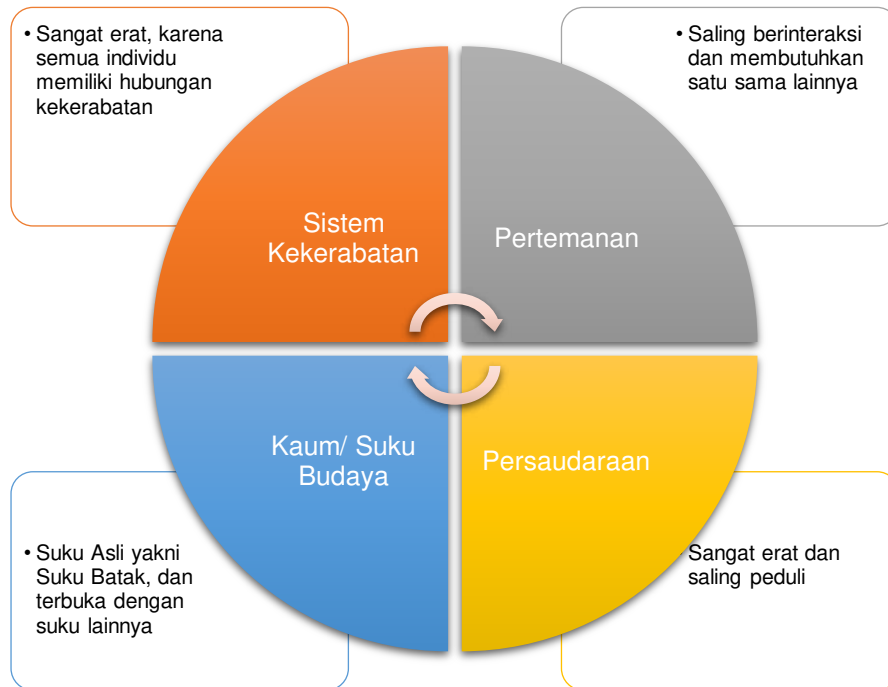 • Sangat erat, karena
semua individu
memiliki hubungan
kekerabatan
• Saling berinteraksi
dan membutuhkan
satu sama lainnya
Sistem
Kekerabatan
Pertemanan
Kaum/ Suku
Budaya
Persaudaraan
• Suku Asli yakni
Suku Batak, dan
terbuka dengan
suku lainnya
• Sangat erat dan
saling peduli